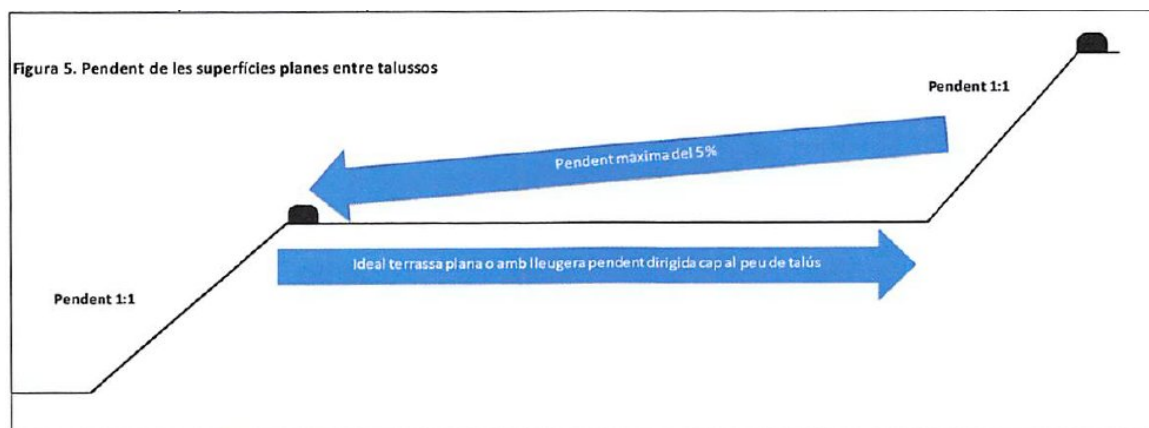 Figura 5. Pendent de les superfícies planes entre talussos
Pendent 1:1
Pendent màxima del 5%
Ideal terrassa plana o amb lleugera pendent dirigida cap al peu de talús
Pendent 1:1